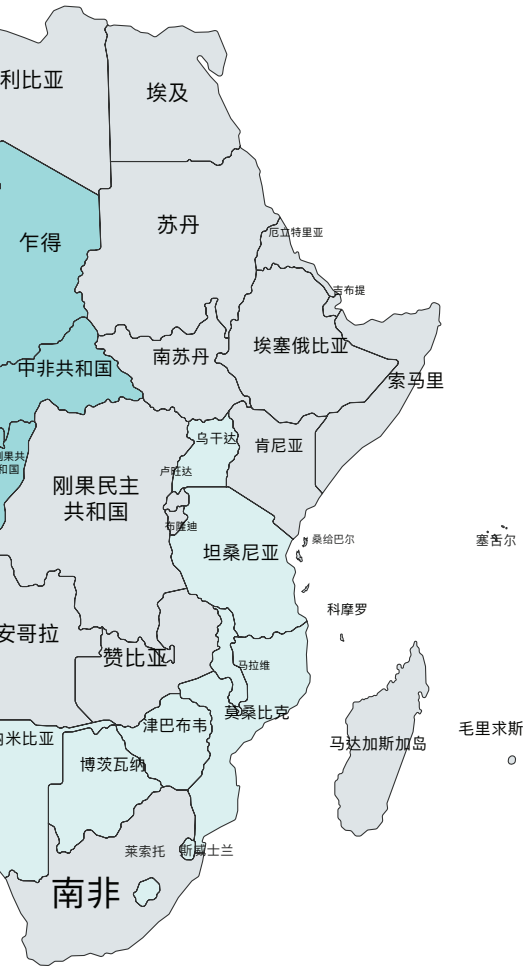 利比亚
埃及
苏丹
乍得
厄立特里亚
吉布提
埃塞俄比亚
南苏丹
中非共和国
索马里
乌干达
肯尼亚
刚果共
和国
卢旺达
刚果民主
共和国
布隆迪
桑给巴尔
塞舌尔
坦桑尼亚
科摩罗
安哥拉
赞比亚
马拉维
莫桑比克
津巴布韦
毛里求斯
纳米比亚
马达加斯加岛
博茨瓦纳
莱索托
斯威士兰
南非